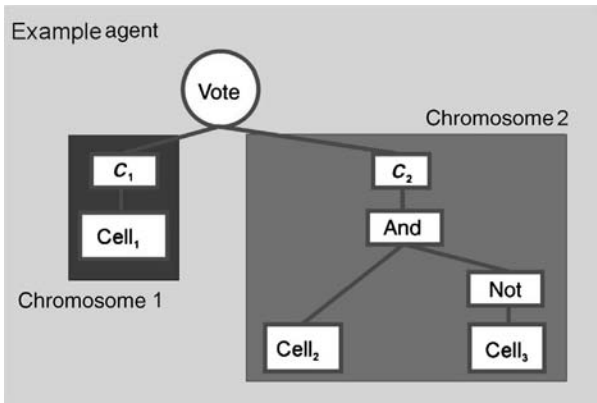 Example agent
Vote
Chromosome 2
C₁
C₂
Cell₁
And
Chromosome 1
Not
Cell₂
Cell₃